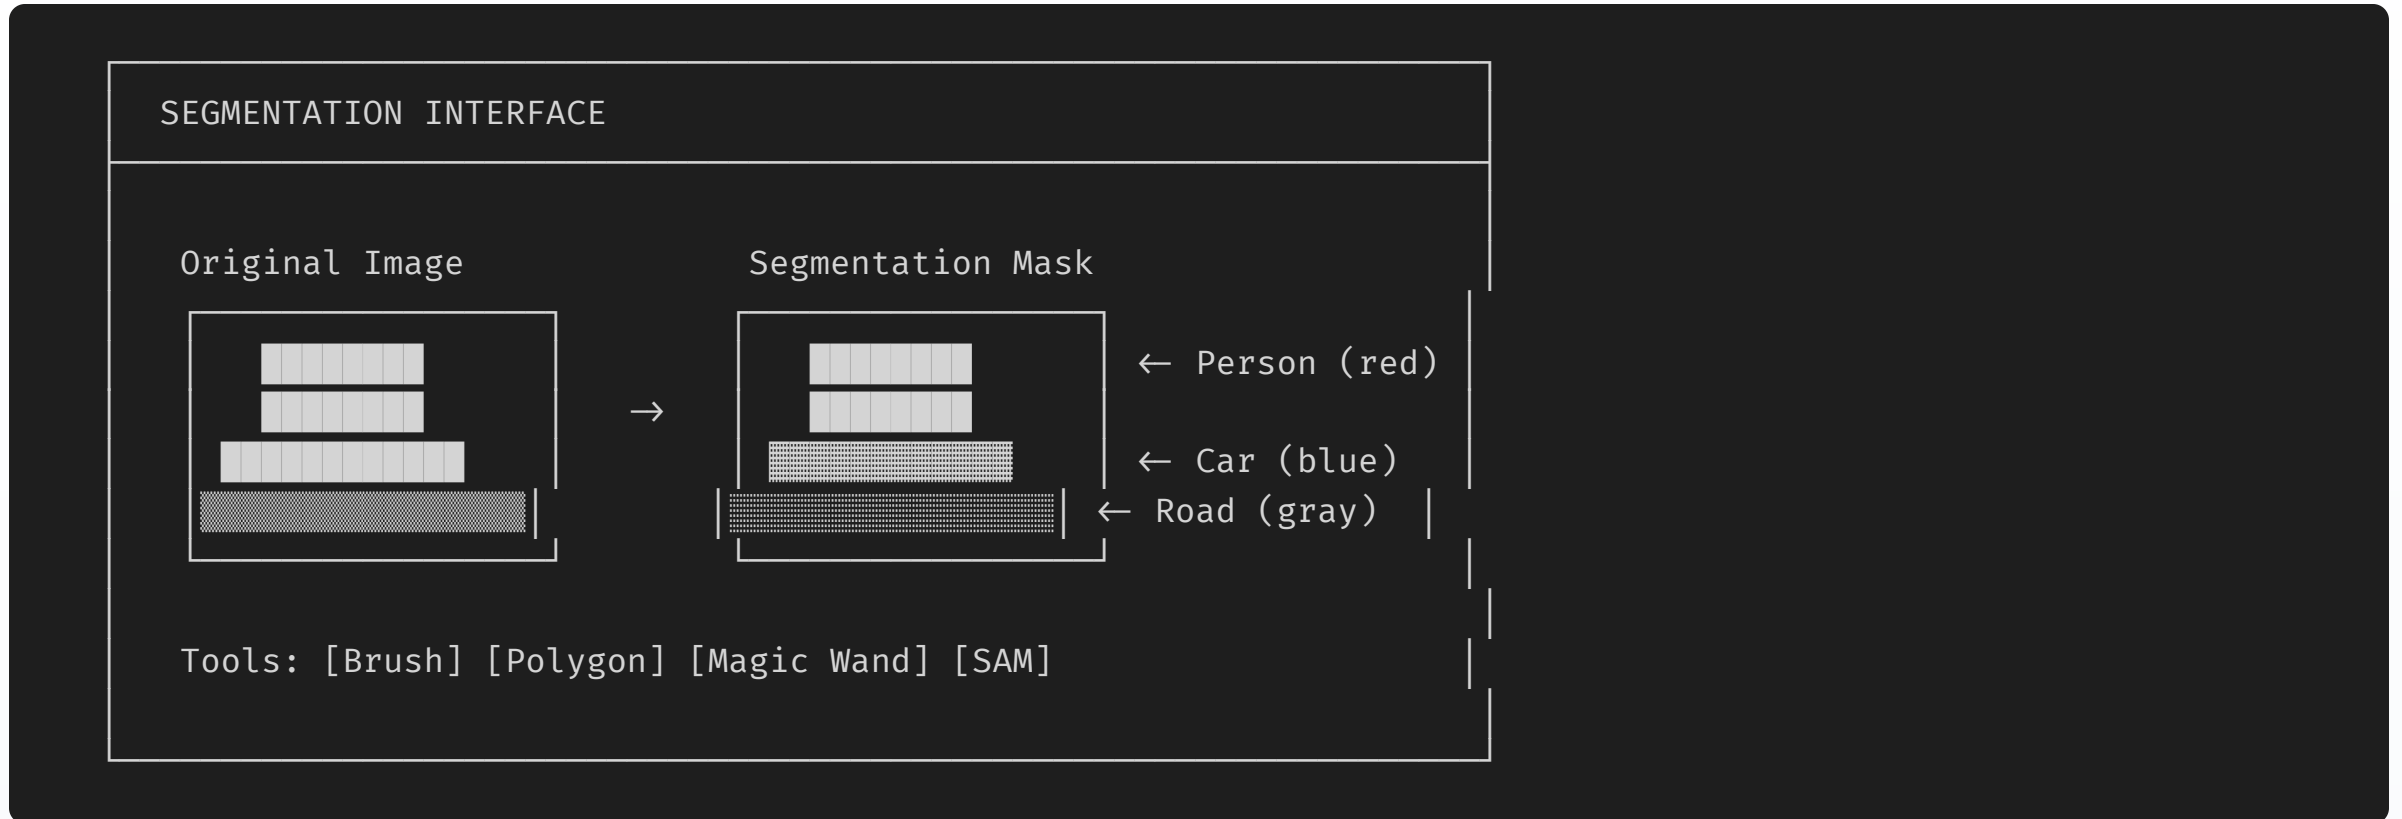 SEGMENTATION INTERFACE
Original Image Segmentation Mask
← Person (red)
→
← Car (blue)
← Road (gray)
Tools: [Brush] [Polygon] [Magic Wand] [SAM]